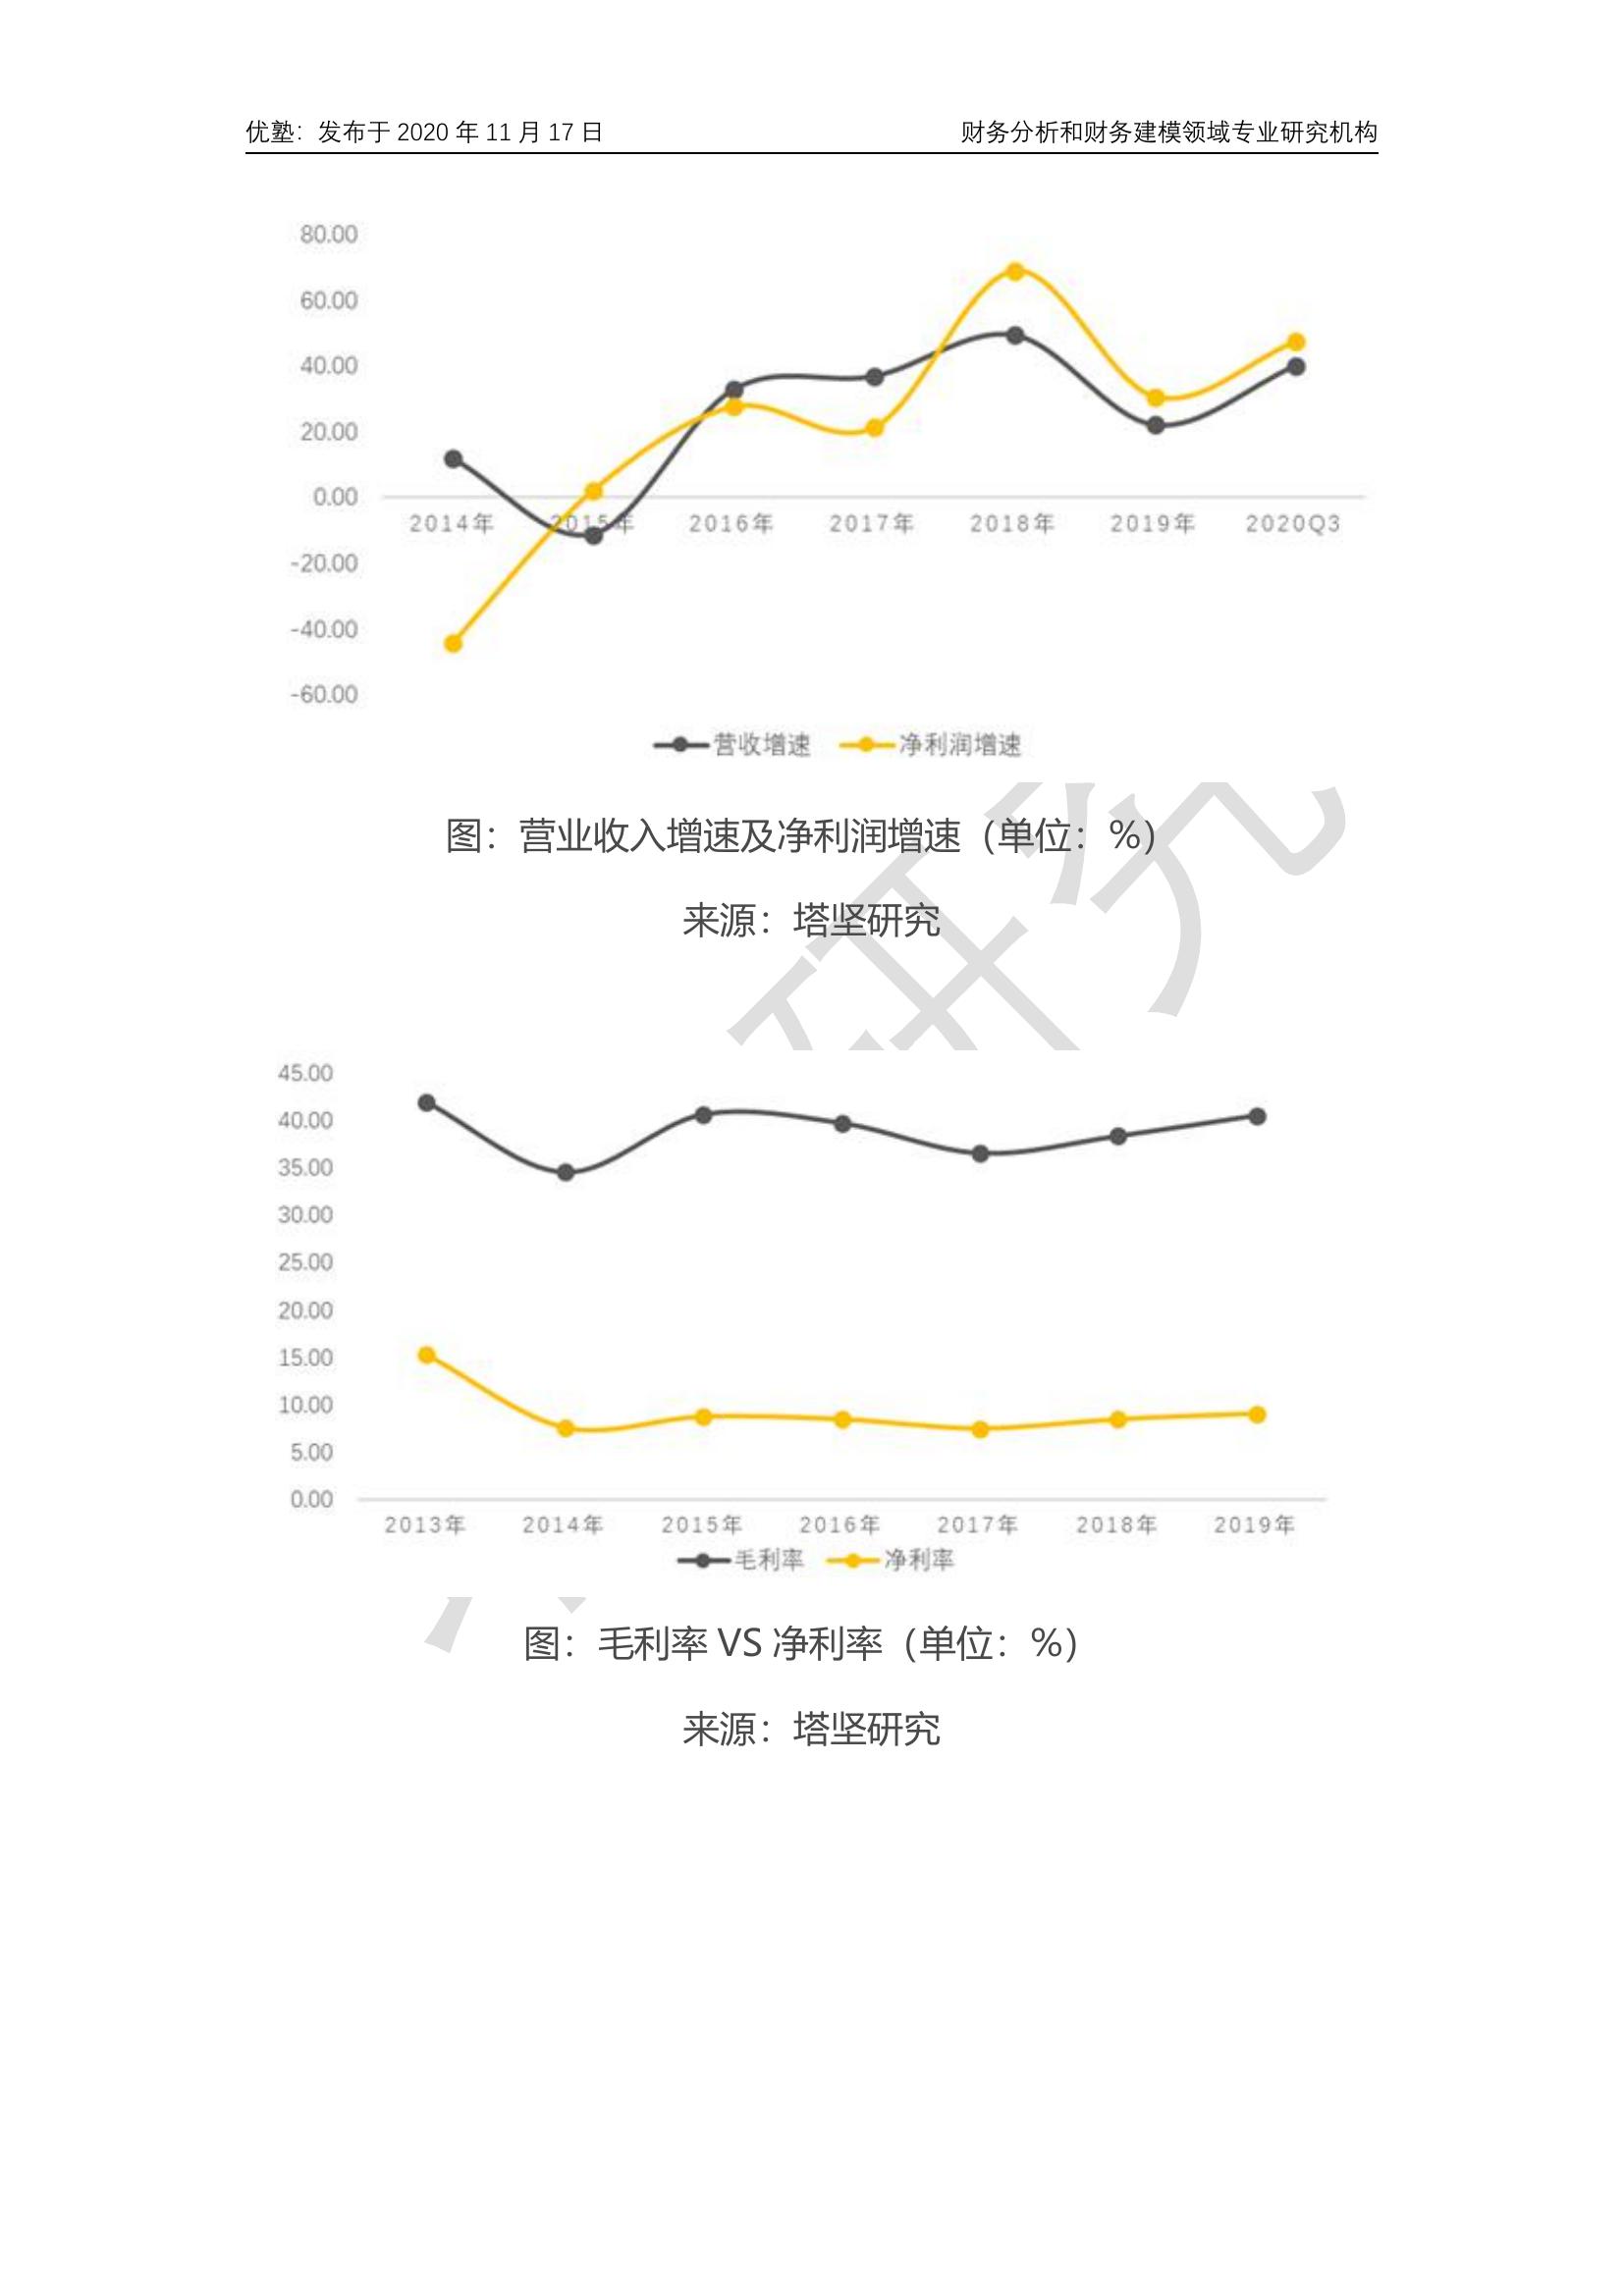 优塾：发布于 2020 年 11 月 17 日 财务分析和财务建模领域专业研究机构
80.00
60.00
40.00
20.00
0.00
2014年 2015年 2016年 2017年 2018年 2019年 2020Q3
-20.00
-40.00
-60.00
营收增速 净利润增速
图：营业收入增速及净利润增速（单位：%）
来源：塔坚研究
研究
45.00
40.00
35.00
30.00
25.00
20.00
15.00
10.00
5.00
0.00
2013年 2014年 2015年 2016年 2017年 2018年 2019年
毛利率 净利率
图：毛利率 VS 净利率（单位：%）
来源：塔坚研究